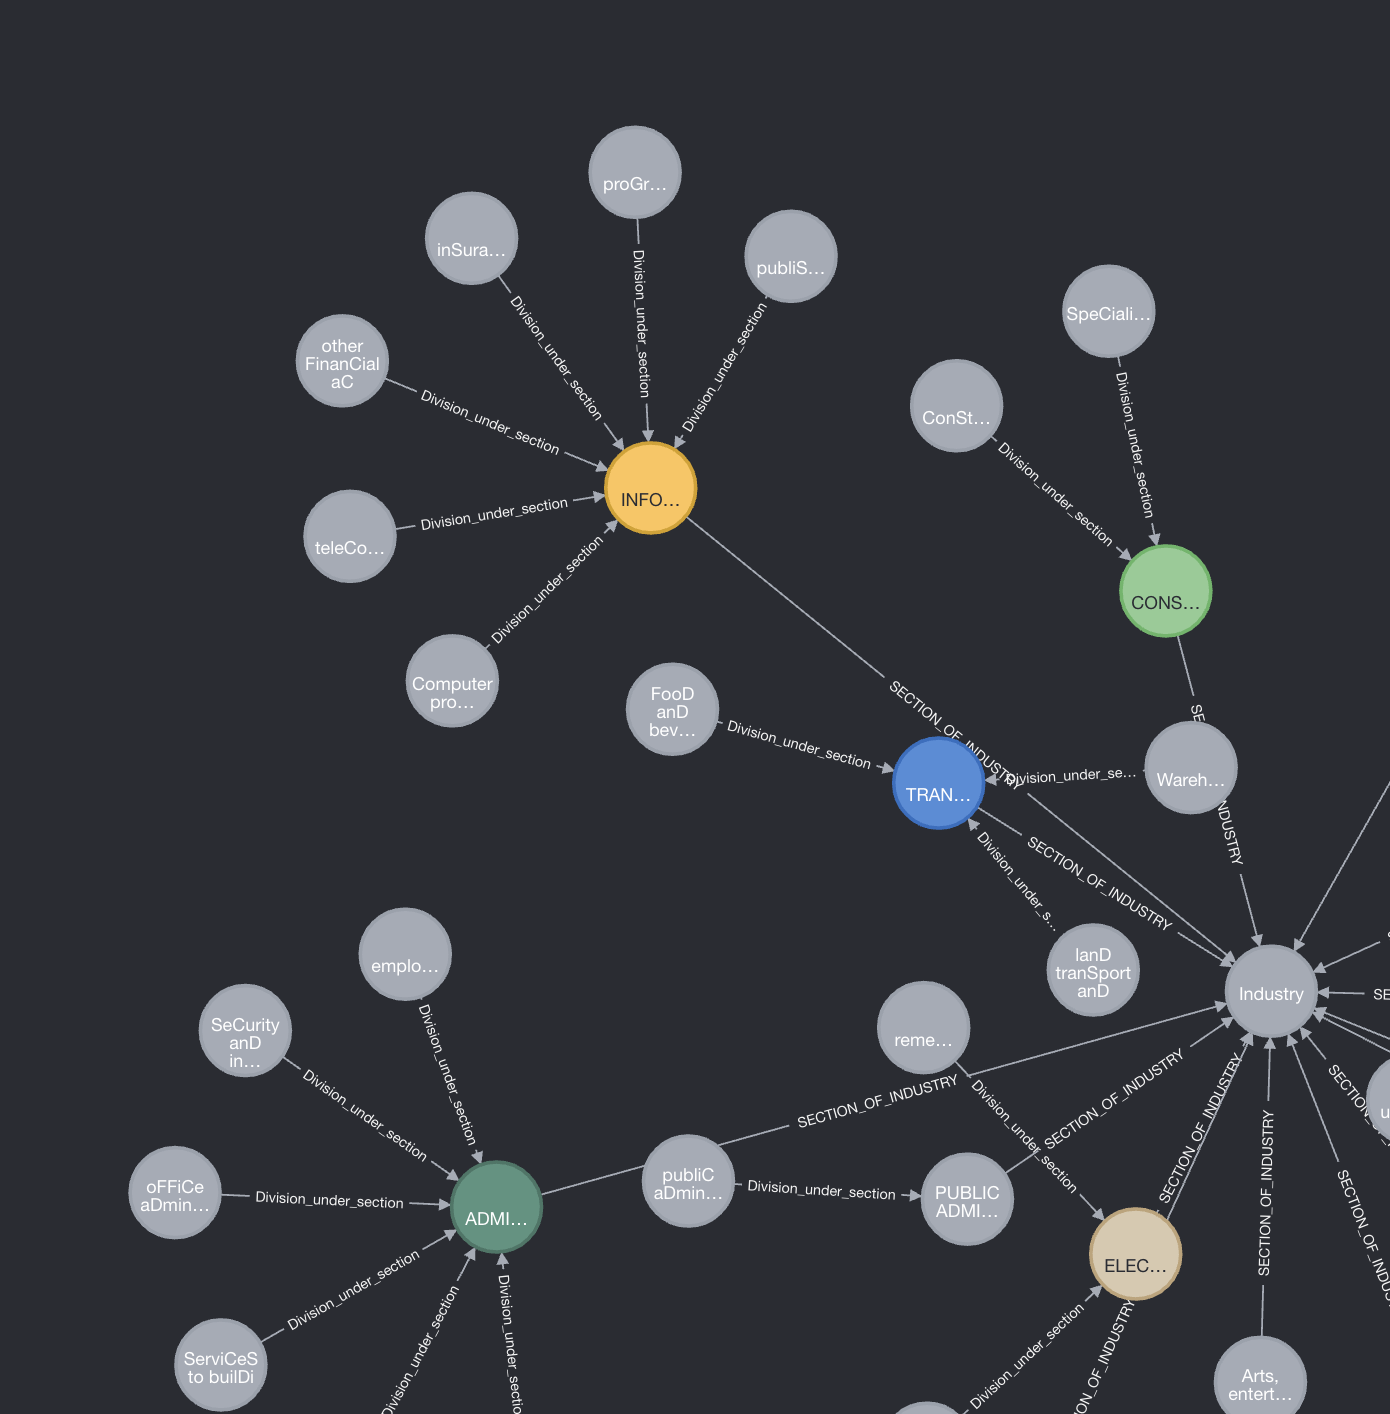 proGr...
inSura...
publiS...
Division_under_section
Division_under_section
Division_under_section
SpeCiali...
other
FinanCial
aC
Division_under_section
ConSt...
Division_under_section
Division_under_section
INFO...
teleCo...
Division_under_section
Division_under_section
CONS...
Computer
pro...
FooD
anD
bev...
Division_under_section
SECTION_OF_INDUSTRY
SE
NDUSTRY
TRAN...
Division_under_se...
Wareh...
SECTION_OF_INDUSTRY
Division_under_s...
emplo...
lanD
tranSport
anD
Industry
SE
SeCurity
anD
in...
Division_under_section
Division_under_section
reme...
SECTION_OF_INDUSTRY
Division_under_section
SECTION_OF_INDUSTRY
SECTION_OF_INDUSTRY
SECTION_OF_INDUSTRY
SECTION_
u
oFFiCe
aDmin...
Division_under_section
ADMI...
publiC
aDmin...
Division_under_section
PUBLIC
ADMI...
SECTION_OF_INDUS
ELEC...
Division_under_section
Division_under_section
Division_under_sectio
Division_under_section
ON_OF_INDUSTRY
ServiCeS
to builDi
Arts,
entert...